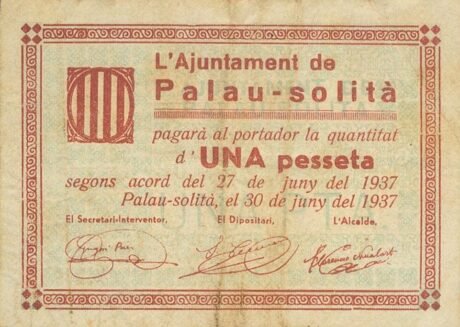 L'Ajuntament de
Palau-solità
pagarà al portador la quantitat
d'UNA pesseta
segons acord del 27 de juny del 1937
Palau-solità, el 30 de juny del 1937
El Secretari-Interventor. El Dipositari. L'Alcalde.